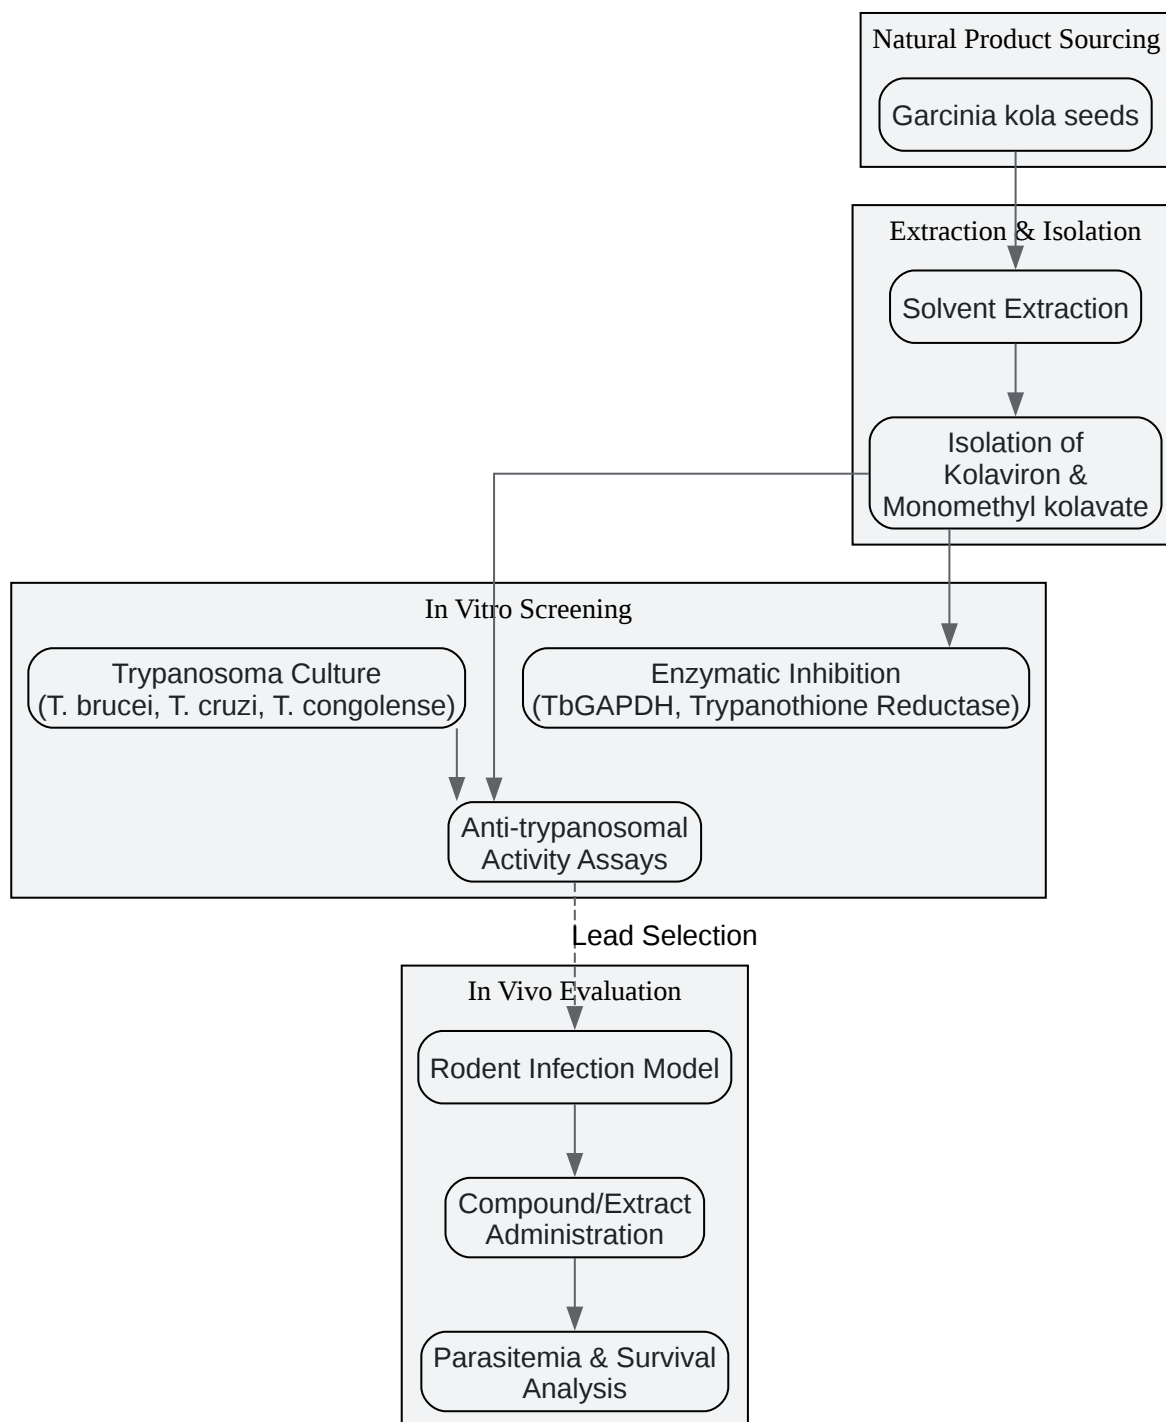 Natural Product Sourcing
Garcinia kola seeds
Extraction & Isolation
Solvent Extraction
Isolation of
Kolaviron &
Monomethyl kolavate
In Vitro Screening
Trypanosoma Culture
(T. brucei, T. cruzi, T. congolense)
Enzymatic Inhibition
(TbGAPDH, Trypanothione Reductase)
Anti-trypanosomal
Activity Assays
Lead Selection
In Vivo Evaluation
Rodent Infection Model
Compound/Extract
Administration
Parasitemia & Survival
Analysis